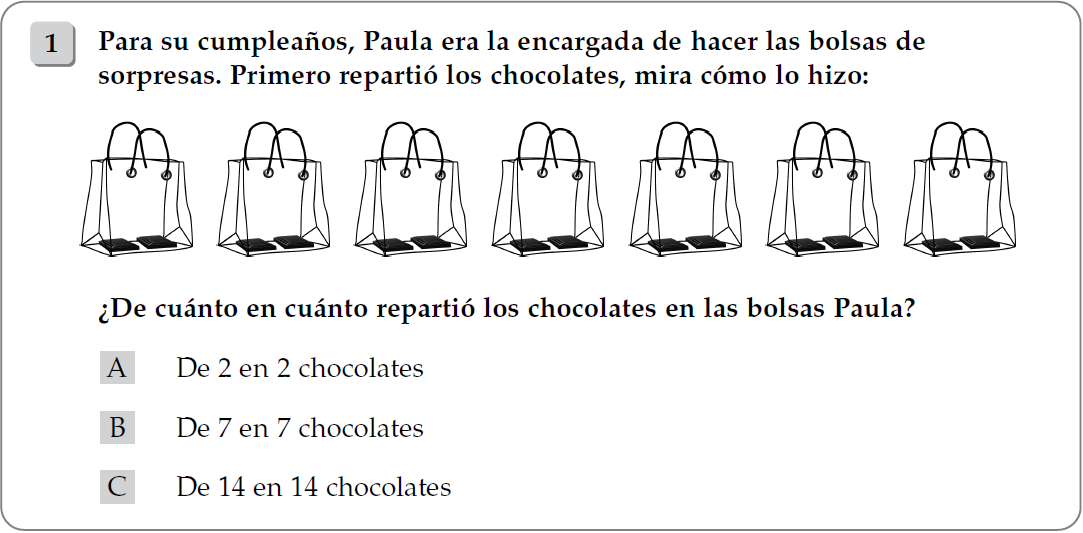 1
Para su cumpleaños, Paula era la encargada de hacer las bolsas de
sorpresas. Primero repartió los chocolates, mira cómo lo hizo:
¿De cuánto en cuánto repartió los chocolates en las bolsas Paula?
A De 2 en 2 chocolates
B De 7 en 7 chocolates
C De 14 en 14 chocolates